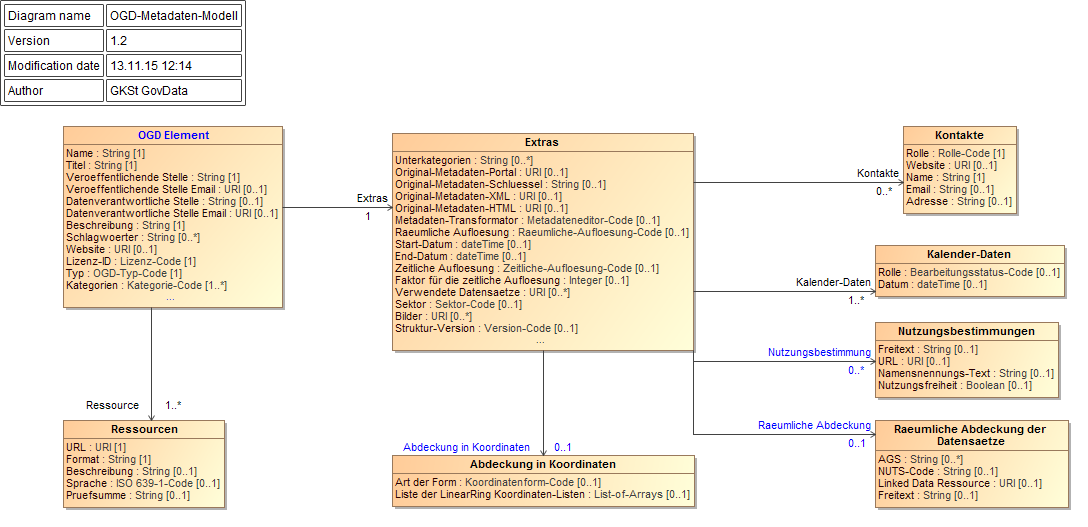 Diagram name OGD-Metadaten-Modell
Version 1.2
Modification date 13.11.15 12:14
Author GKSt GovData
OGD Element
Name : String [1]
Titel : String [1]
Veroeffentlichende Stelle : String [1]
Veroeffentlichende Stelle Email : URI [0..1]
Datenverantwortliche Stelle : String [0..1]
Datenverantwortliche Stelle Email : URI [0..1]
Beschreibung : String [1]
Schlagwoerter : String [0..*]
Website : URI [0..1]
Lizenz-ID : Lizenz-Code [1]
Typ : OGD-Typ-Code [1]
Kategorien : Kategorie-Code [1..*]
...
Extras
1
Extras
Unterkategorien : String [0..*]
Original-Metadaten-Portal : URI [0..1]
Original-Metadaten-Schluessel : String [0..1]
Original-Metadaten-XML : URI [0..1]
Original-Metadaten-HTML : URI [0..1]
Metadaten-Transformator : Metadateneditor-Code [0..1]
Raeumliche Aufloesung : Raeumliche-Aufloesung-Code [0..1]
Start-Datum : dateTime [0..1]
End-Datum : dateTime [0..1]
Zeitliche Aufloesung : Zeitliche-Aufloesung-Code [0..1]
Faktor für die zeitliche Aufloesung : Integer [0..1]
Verwendete Datensaetze : URI [0..*]
Sektor : Sektor-Code [0..1]
Bilder : URI [0..*]
Struktur-Version : Version-Code [0..1]
...
Kontakte
0..*
Kontakte
Rolle : Rolle-Code [1]
Website : URI [0..1]
Name : String [1]
Email : String [0..1]
Adresse : String [0..1]
Kalender-Daten
1..*
Kalender-Daten
Rolle : Bearbeitungsstatus-Code [0..1]
Datum : dateTime [0..1]
Nutzungsbestimmung
0..*
Nutzungsbestimmungen
Freitext : String [0..1]
URL : URI [0..1]
Namensnennungs-Text : String [0..1]
Nutzungsfreiheit : Boolean [0..1]
Raeumliche Abdeckung
0..1
Raeumliche Abdeckung der
Datensaetze
AGS : String [0..*]
NUTS-Code : String [0..1]
Linked Data Ressource : URI [0..1]
Freitext : String [0..1]
Ressource 1..*
Ressourcen
URL : URI [1]
Format : String [1]
Beschreibung : String [0..1]
Sprache : ISO 639-1-Code [0..1]
Pruefsumme : String [0..1]
Abdeckung in Koordinaten 0..1
Abdeckung in Koordinaten
Art der Form : Koordinatenform-Code [0..1]
Liste der LinearRing Koordinaten-Listen : List-of-Arrays [0..1]